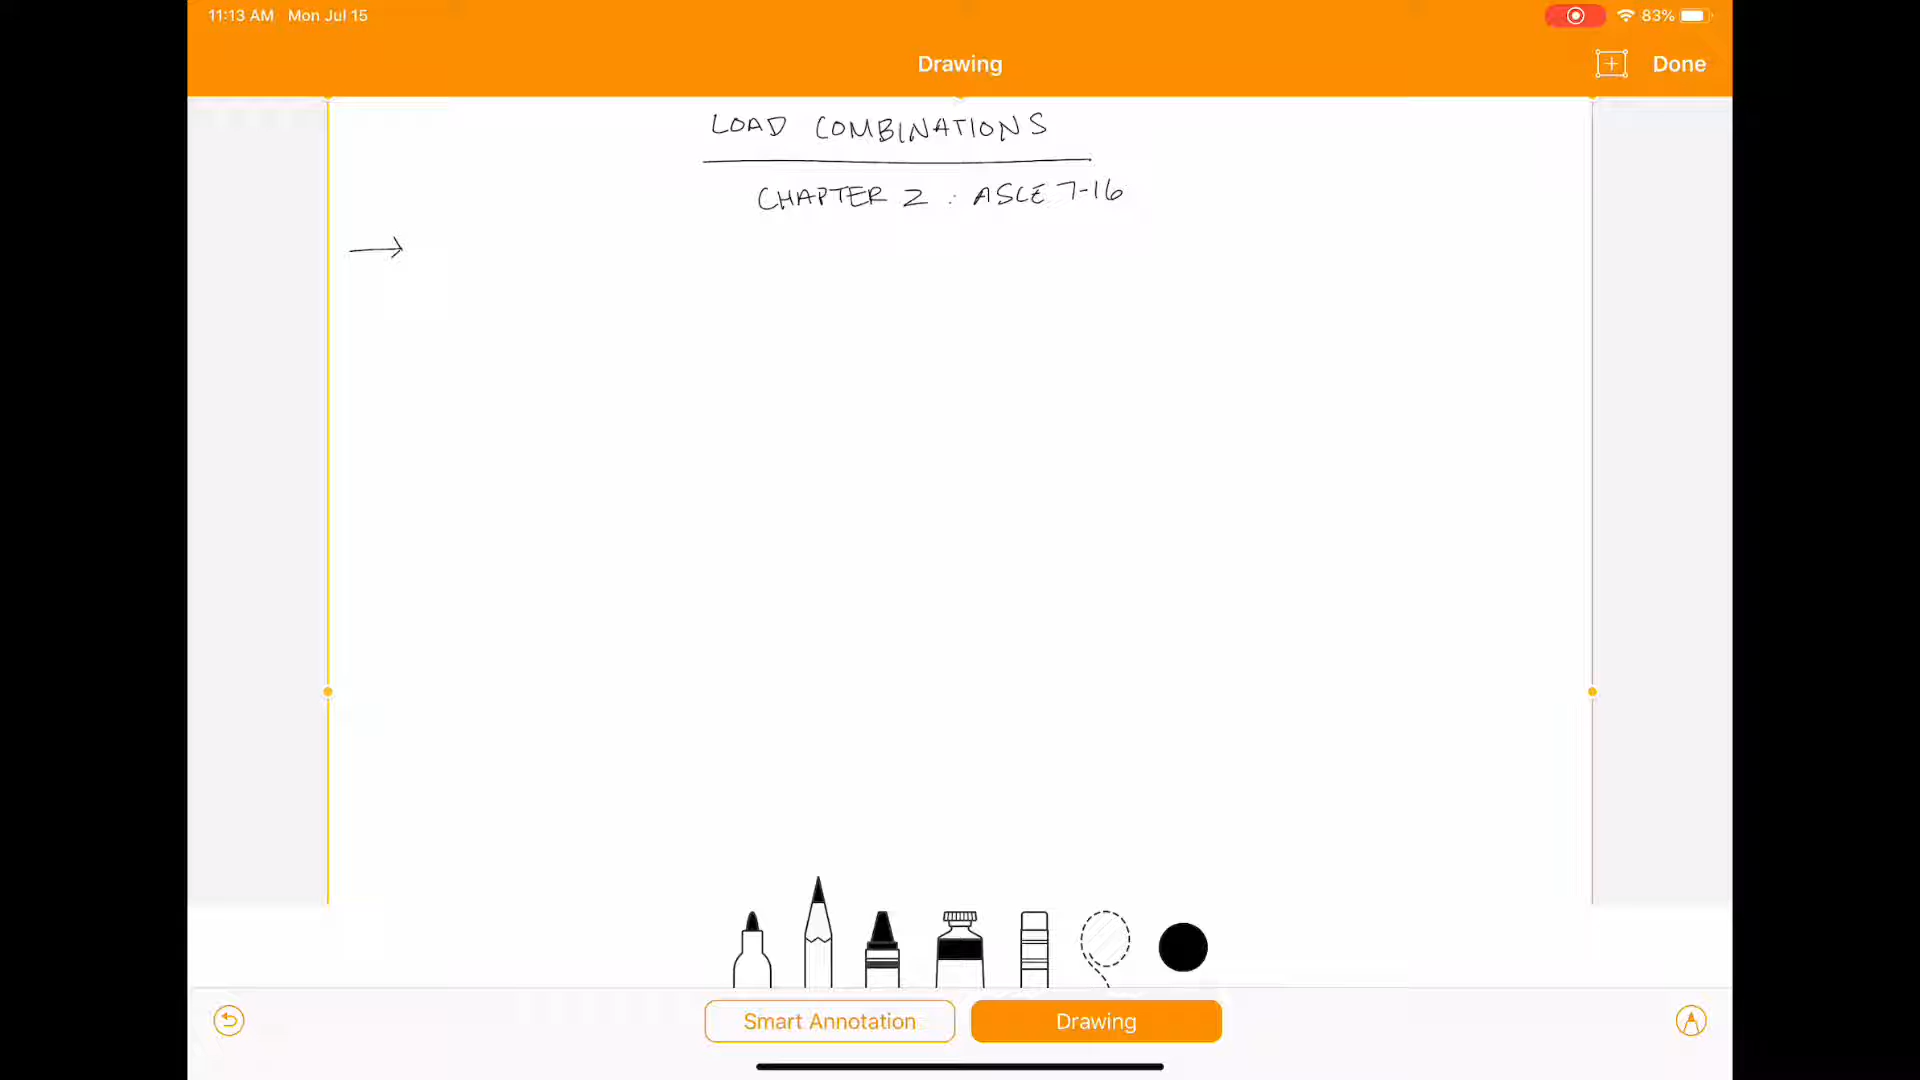 11:13 AM Mon Jul 15 83%
Drawing
Done
LOAD COMBINATIONS
CHAPTER 2 : ASCE 7-16
→
Smart Annotation
Drawing